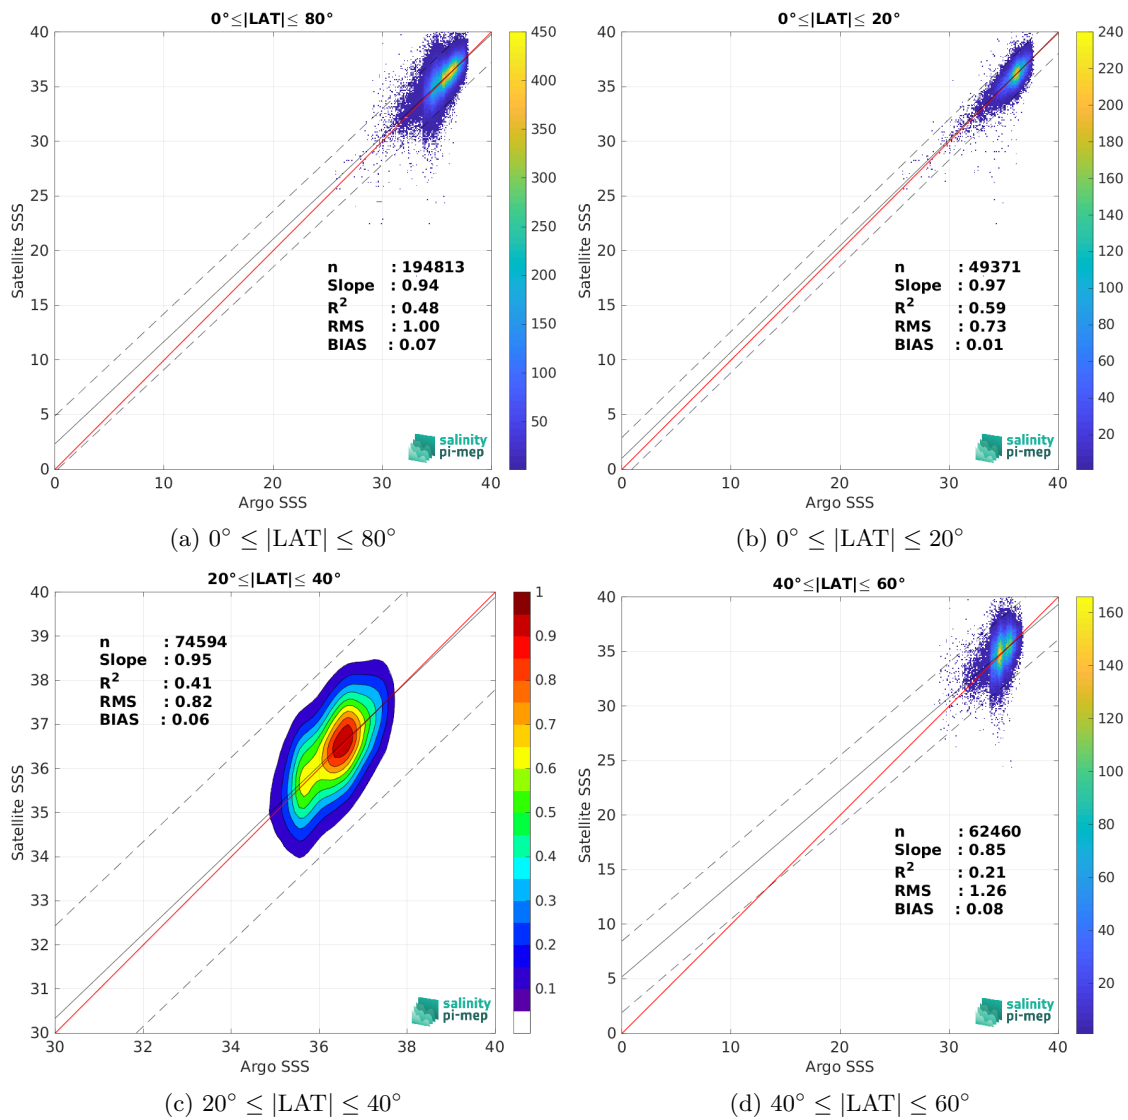 0°≤|LAT|≤ 80°
40
35
30
25
20
15
10
5
0
0
10
20
30
40
Satellite SSS
Argo SSS
n : 194813
Slope : 0.94
R² : 0.48
RMS : 1.00
BIAS : 0.07
salinity
pi-mep
450
400
350
300
250
200
150
100
50
(a) 0° ≤ |LAT| ≤ 80°
0°≤|LAT|≤ 20°
40
35
30
25
20
15
10
5
0
0
10
20
30
40
Satellite SSS
Argo SSS
n : 49371
Slope : 0.97
R² : 0.59
RMS : 0.73
BIAS : 0.01
salinity
pi-mep
240
220
200
180
160
140
120
100
80
60
40
20
(b) 0° ≤ |LAT| ≤ 20°
20°≤|LAT|≤ 40°
40
39
38
37
36
35
34
33
32
31
30
30
32
34
36
38
40
Satellite SSS
Argo SSS
n : 74594
Slope : 0.95
R² : 0.41
RMS : 0.82
BIAS : 0.06
salinity
pi-mep
1
0.9
0.8
0.7
0.6
0.5
0.4
0.3
0.2
0.1
(c) 20° ≤ |LAT| ≤ 40°
40°≤|LAT|≤ 60°
40
35
30
25
20
15
10
5
0
0
10
20
30
40
Satellite SSS
Argo SSS
n : 62460
Slope : 0.85
R² : 0.21
RMS : 1.26
BIAS : 0.08
salinity
pi-mep
160
140
120
100
80
60
40
20
(d) 40° ≤ |LAT| ≤ 60°